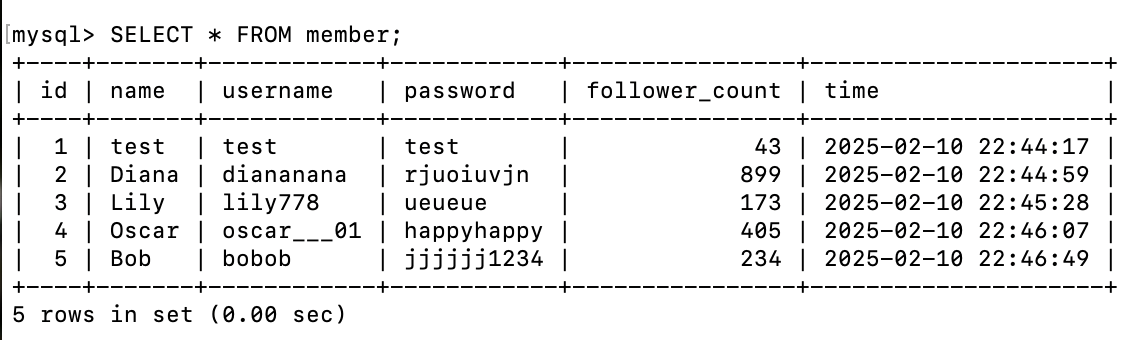 mysql> SELECT * FROM member;
+----+-------+------------+------------+----------------+---------------------+
| id | name  | username   | password   | follower_count | time                |
+----+-------+------------+------------+----------------+---------------------+
|  1 | test  | test       | test       |             43 | 2025-02-10 22:44:17 |
|  2 | Diana | diananana  | rjuoiuvjn  |            899 | 2025-02-10 22:44:59 |
|  3 | Lily  | lily778    | ueueue     |            173 | 2025-02-10 22:45:28 |
|  4 | Oscar | oscar___01 | happyhappy |            405 | 2025-02-10 22:46:07 |
|  5 | Bob   | bobob      | jjjjjj1234 |            234 | 2025-02-10 22:46:49 |
+----+-------+------------+------------+----------------+---------------------+
5 rows in set (0.00 sec)